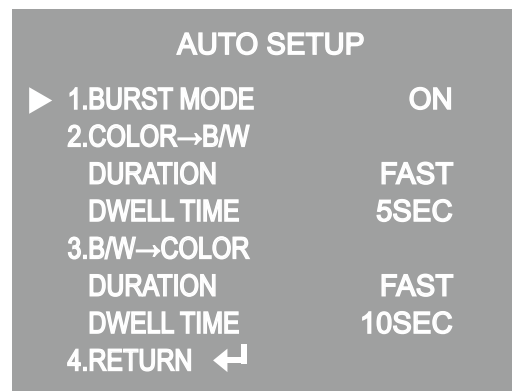 AUTO SETUP
▶ 1.BURST MODE ON
2.COLOR→B/W
DURATION FAST
DWELL TIME 5SEC
3.B/W→COLOR
DURATION FAST
DWELL TIME 10SEC
4.RETURN ↵